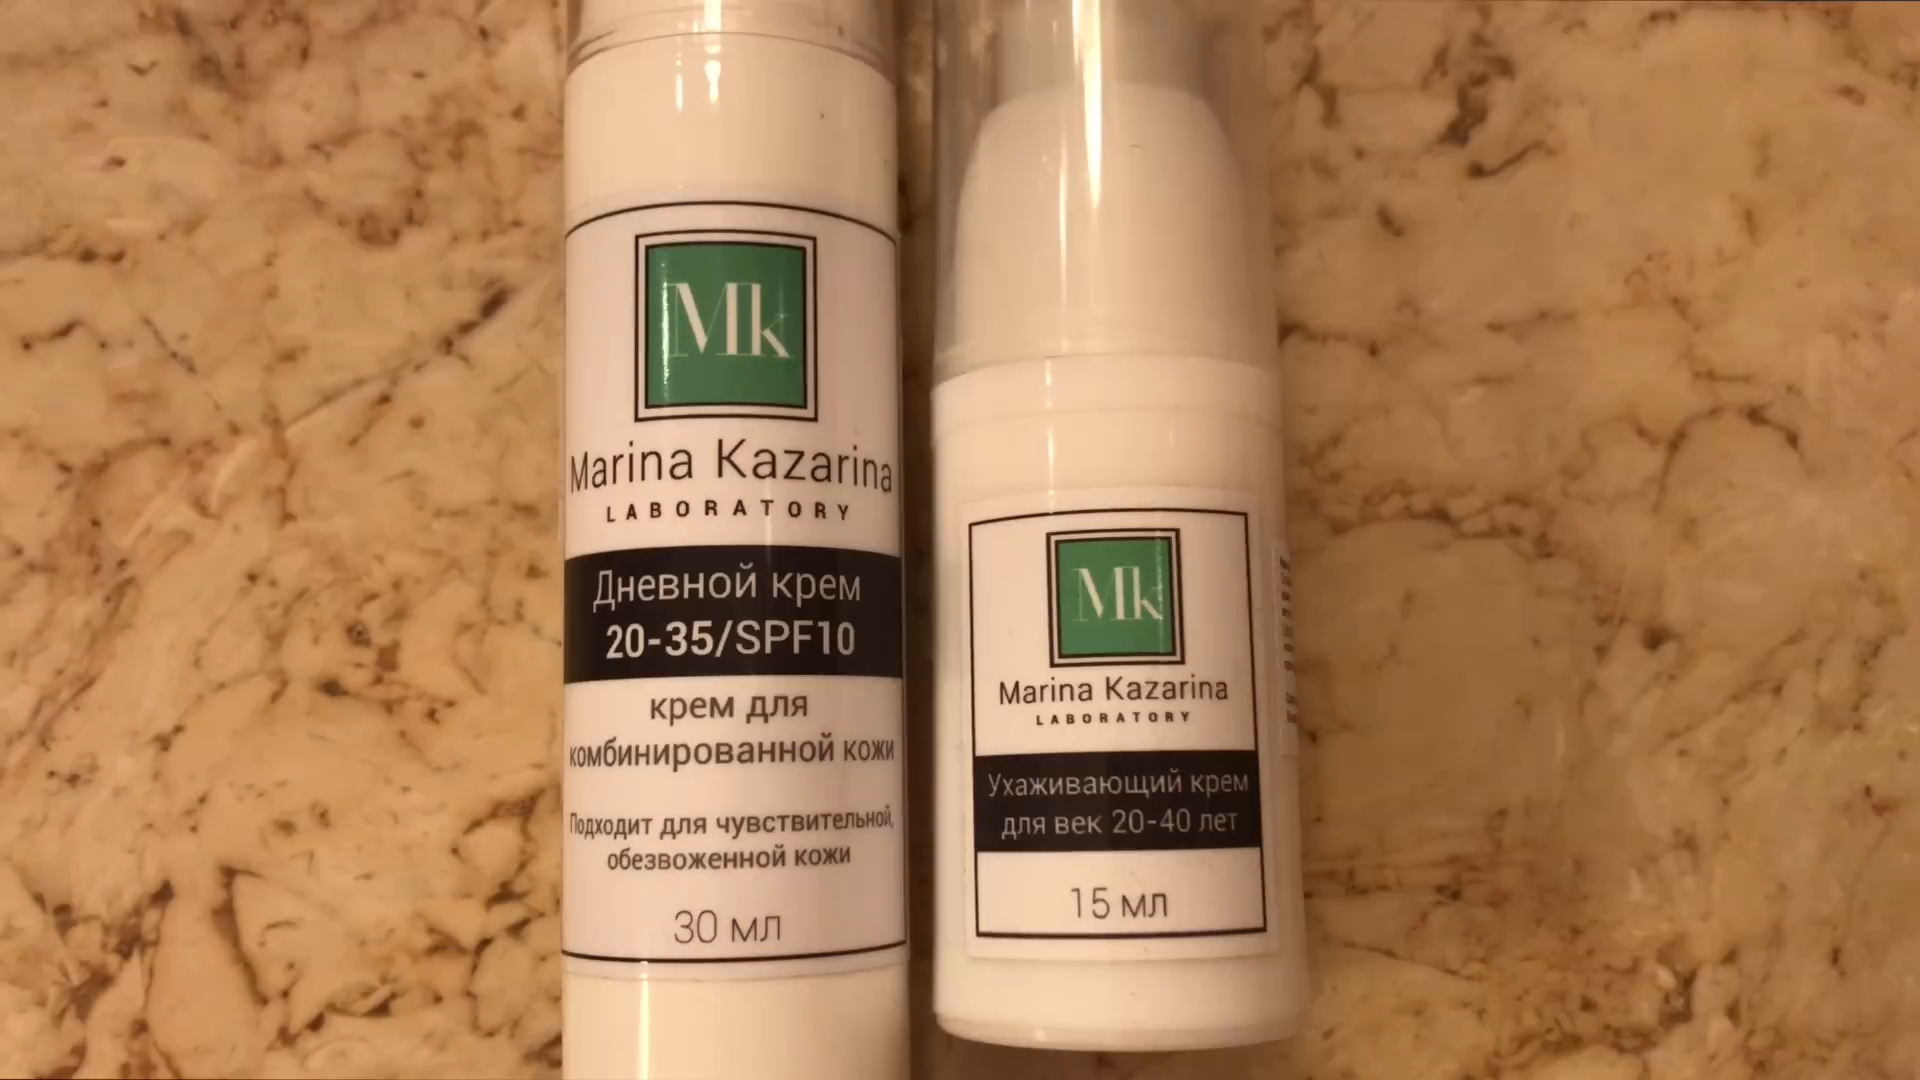 Mk
Marina Kazarina
LABORATORY
Дневной крем
20-35/SPF10
крем для
комбинированной кожи
Подходит для чувствительной,
обезвоженной кожи
30 мл
Mk
Marina Kazarina
LABORATORY
Ухаживающий крем
для век 20-40 лет
15 мл